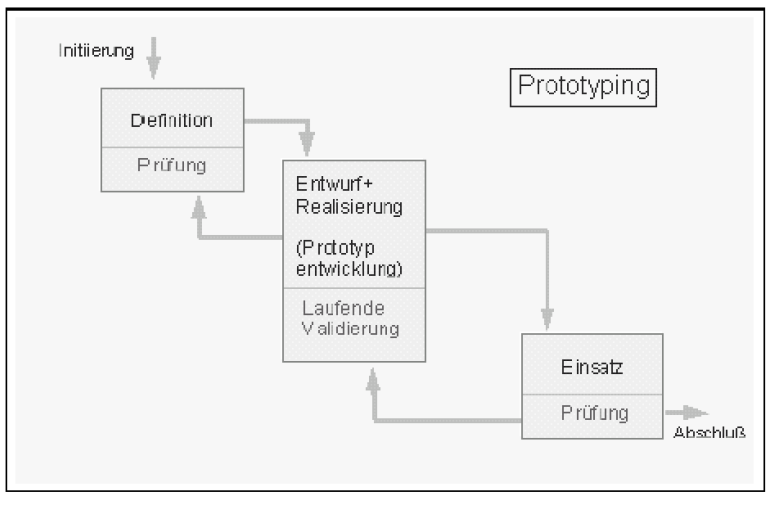 Initiierung
Prototyping
Definition
Prüfung
Entwurf+
Realisierung
(Prototyp
entwicklung)
Laufende
Validierung
Einsatz
Prüfung
Abschluß